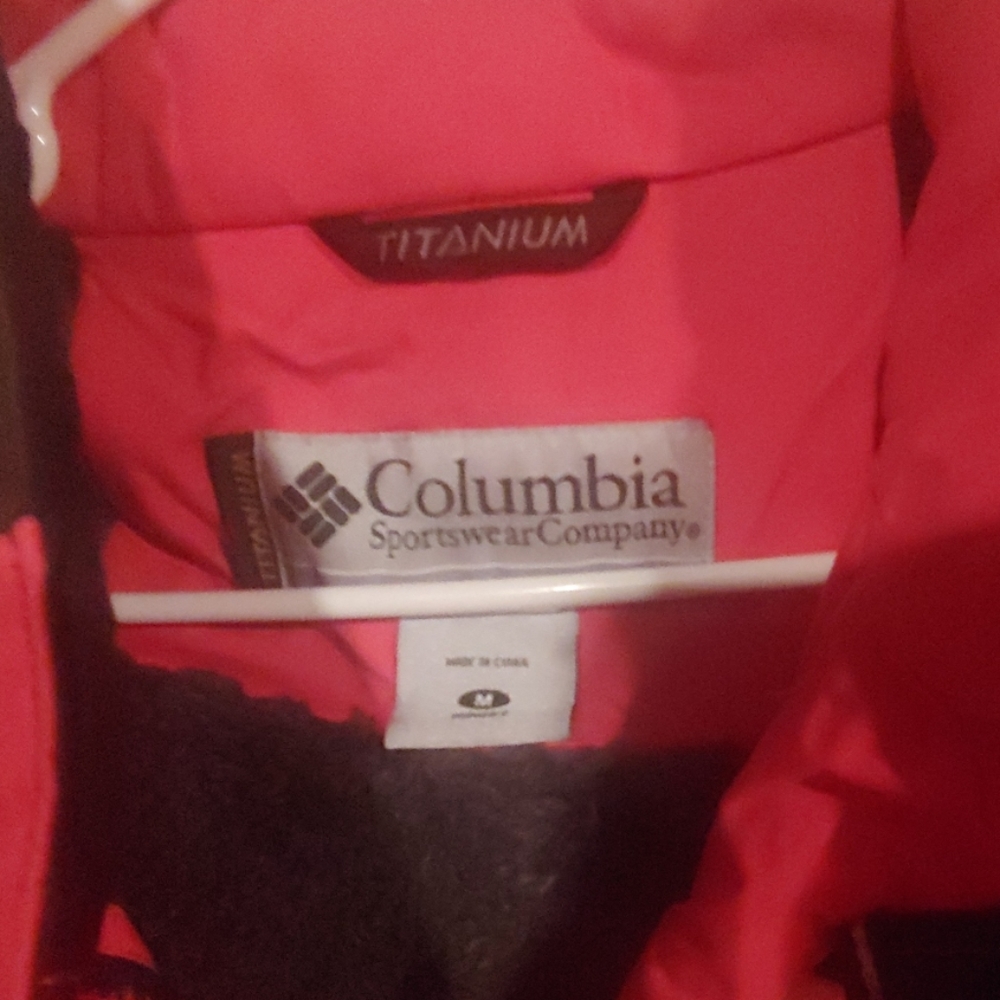 TITANIUM
TITANIUM
Columbia
SportswearCompany®
MADE IN CHINA
M